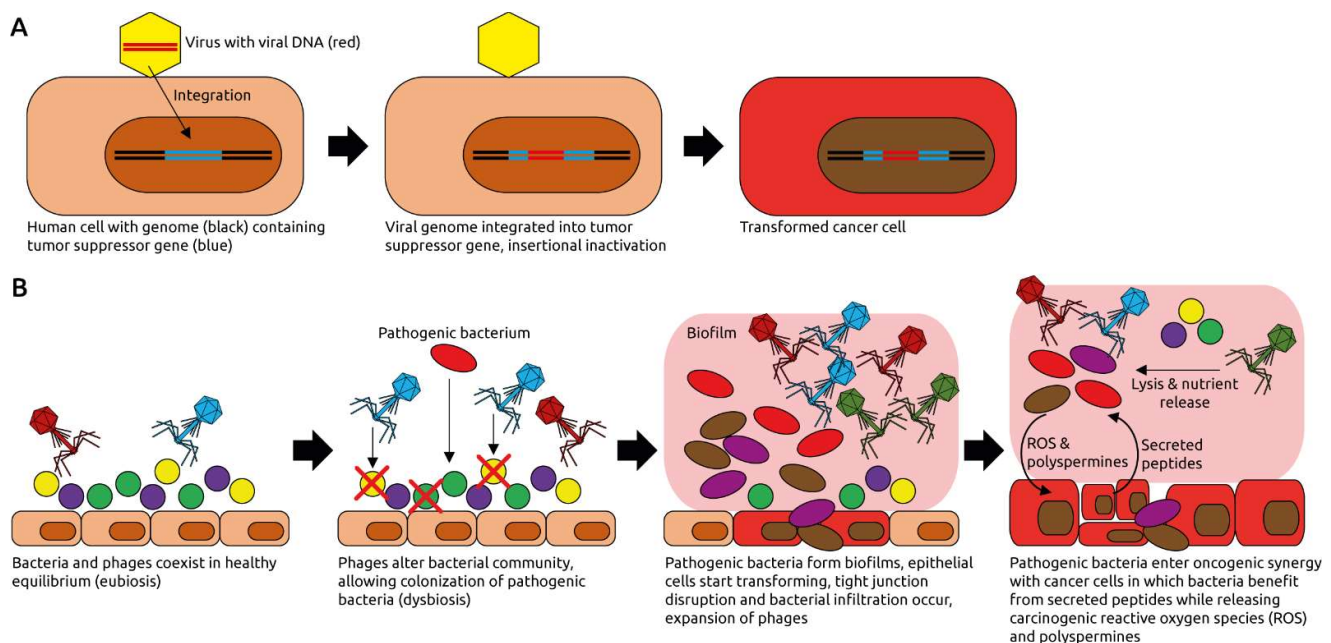 A
Virus with viral DNA (red)
Integration
Human cell with genome (black) containing
tumor suppressor gene (blue)
Viral genome integrated into tumor
suppressor gene, insertional inactivation
Transformed cancer cell
B
Bacteria and phages coexist in healthy
equilibrium (eubiosis)
Pathogenic bacterium
Phages alter bacterial community,
allowing colonization of pathogenic
bacteria (dysbiosis)
Biofilm
Pathogenic bacteria form biofilms, epithelial
cells start transforming, tight junction
disruption and bacterial infiltration occur,
expansion of phages
Lysis & nutrient
release
ROS &
polyspermines
Secreted
peptides
Pathogenic bacteria enter oncogenic synergy
with cancer cells in which bacteria benefit
from secreted peptides while releasing
carcinogenic reactive oxygen species (ROS)
and polyspermines